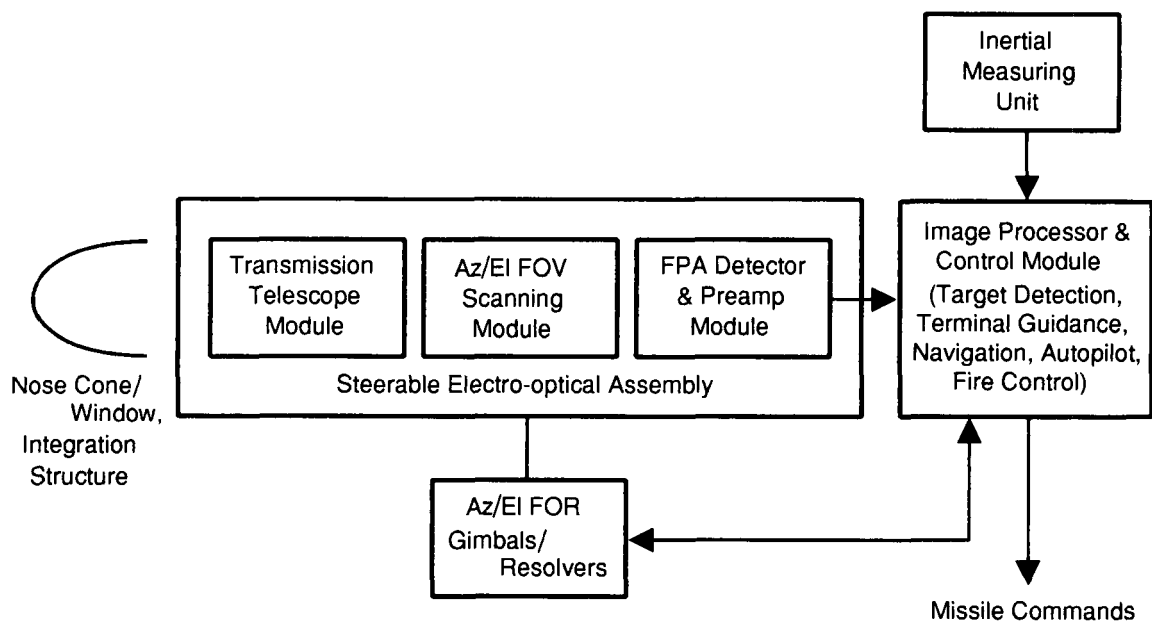 Inertial
Measuring
Unit
Transmission
Telescope
Module
Az/El FOV
Scanning
Module
FPA Detector
& Preamp
Module
Steerable Electro-optical Assembly
Image Processor &
Control Module
(Target Detection,
Terminal Guidance,
Navigation, Autopilot,
Fire Control)
Nose Cone/
Window,
Integration
Structure
Az/El FOR
Gimbals/
Resolvers
Missile Commands